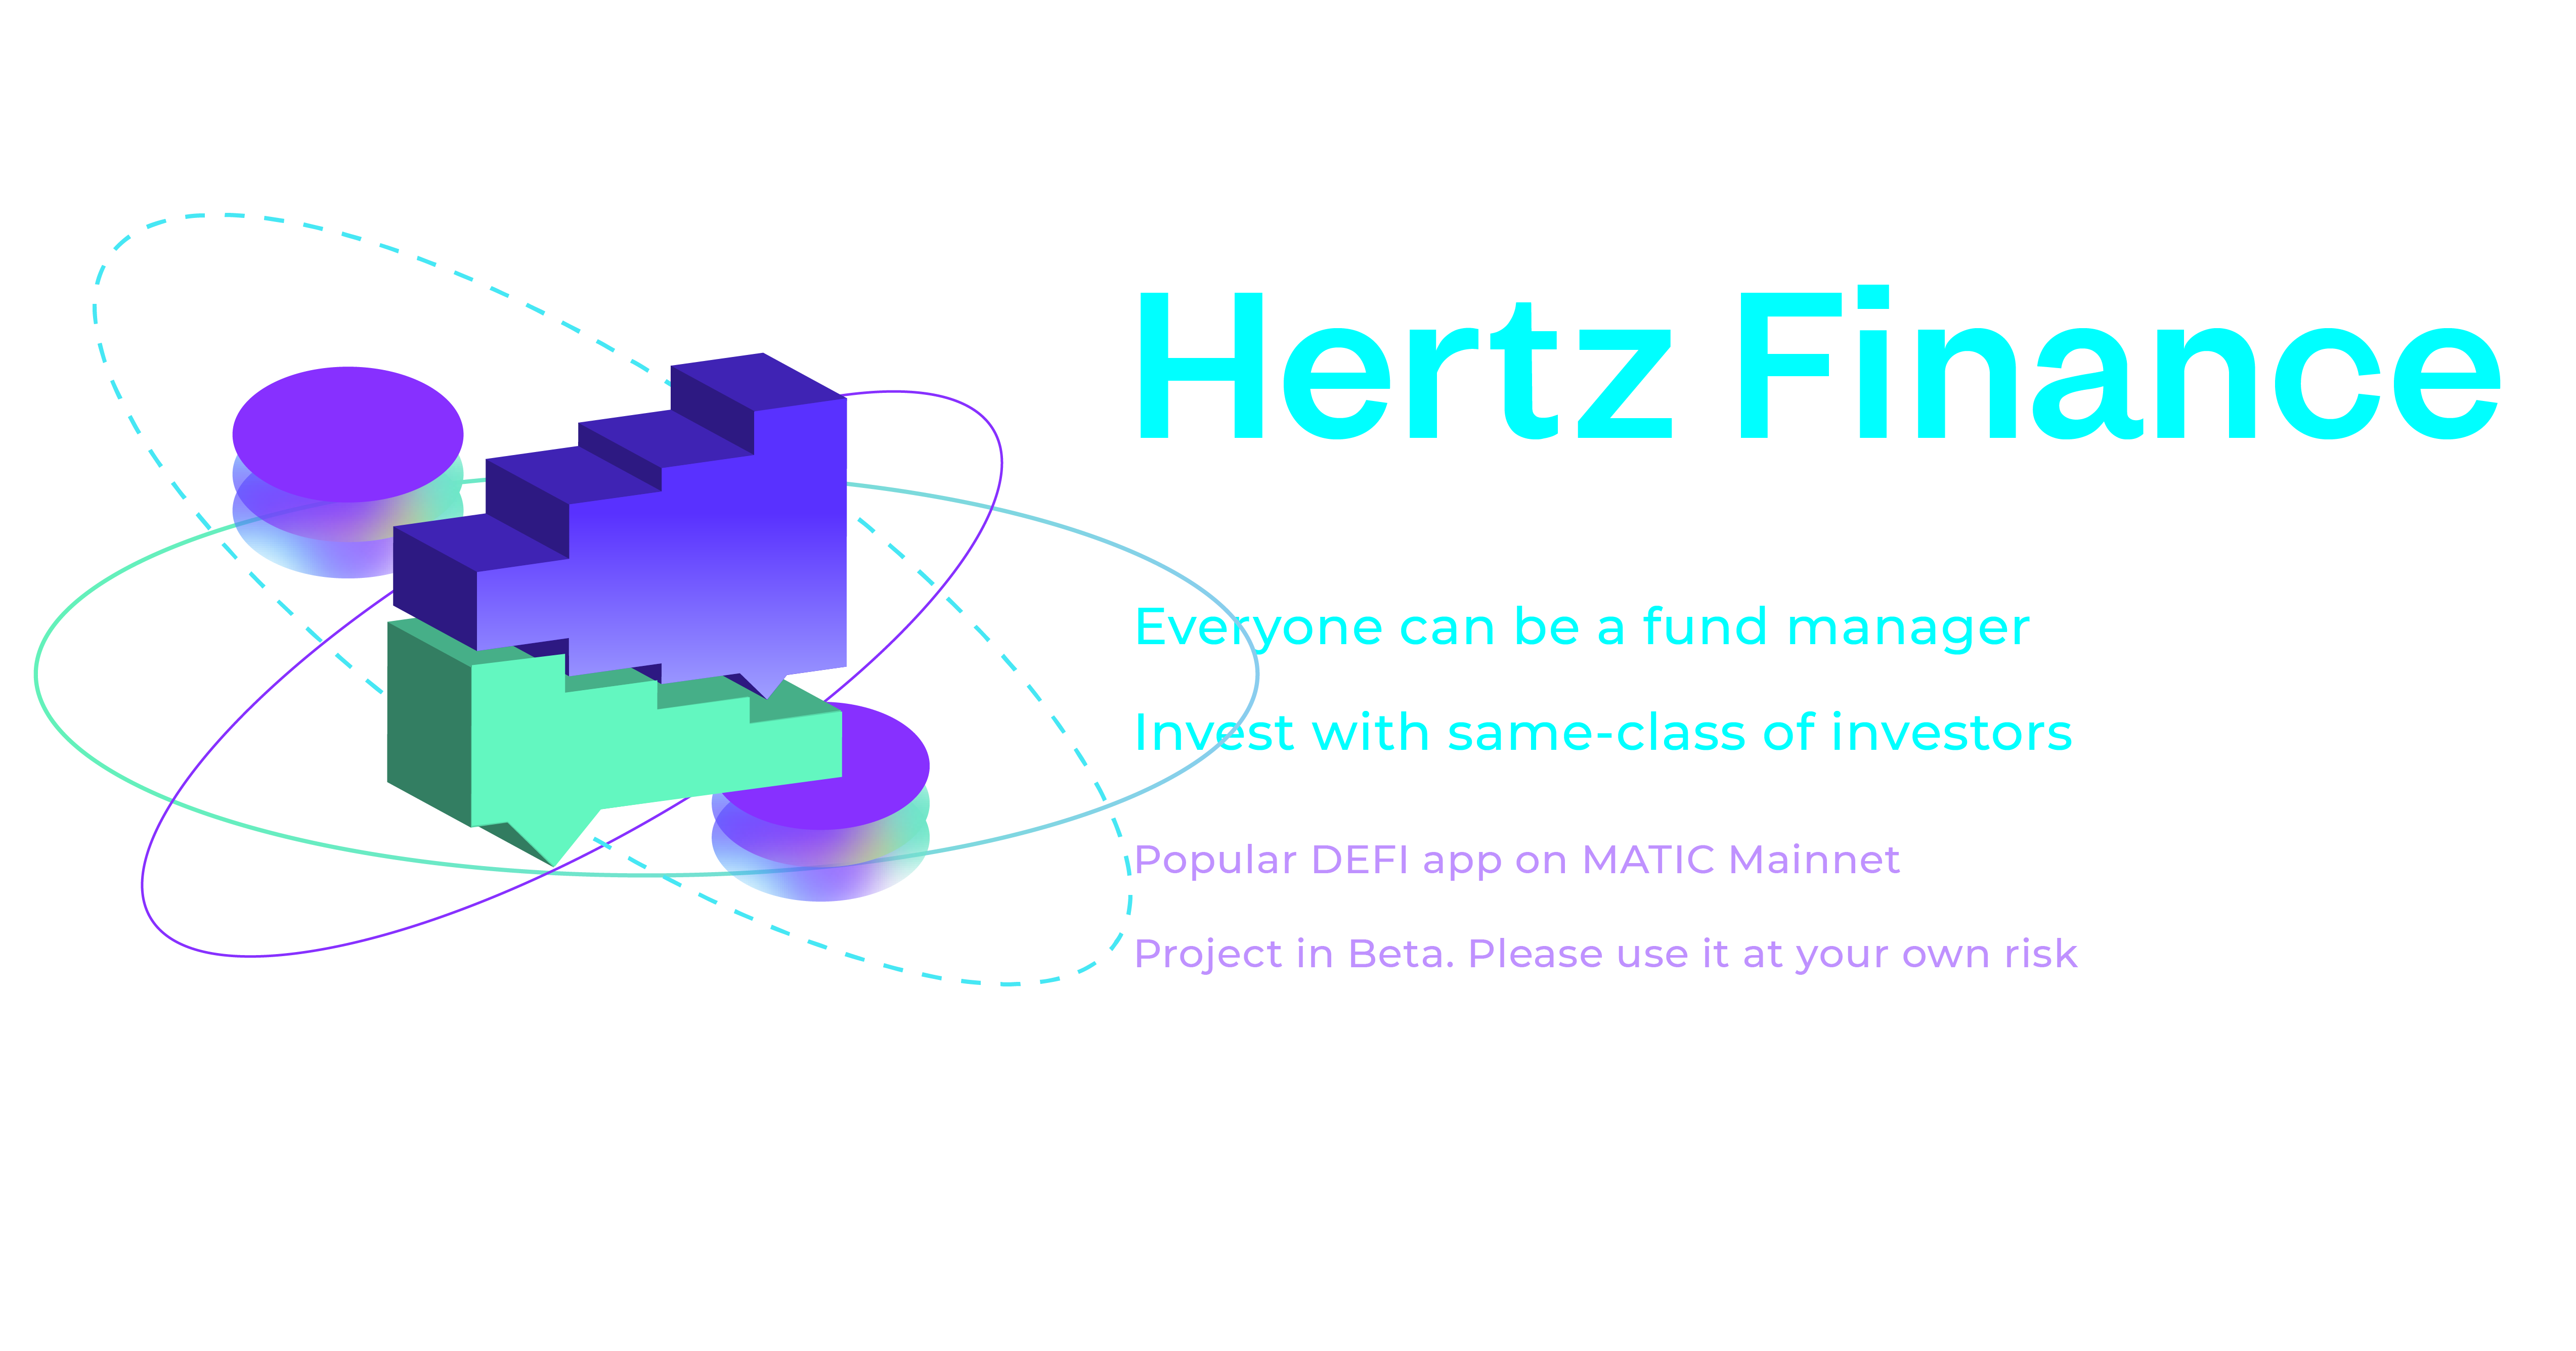 Hertz Finance
Everyone can be a fund manager
Invest with same-class of investors
Popular DEFI app on MATIC Mainnet
Project in Beta. Please use it at your own risk